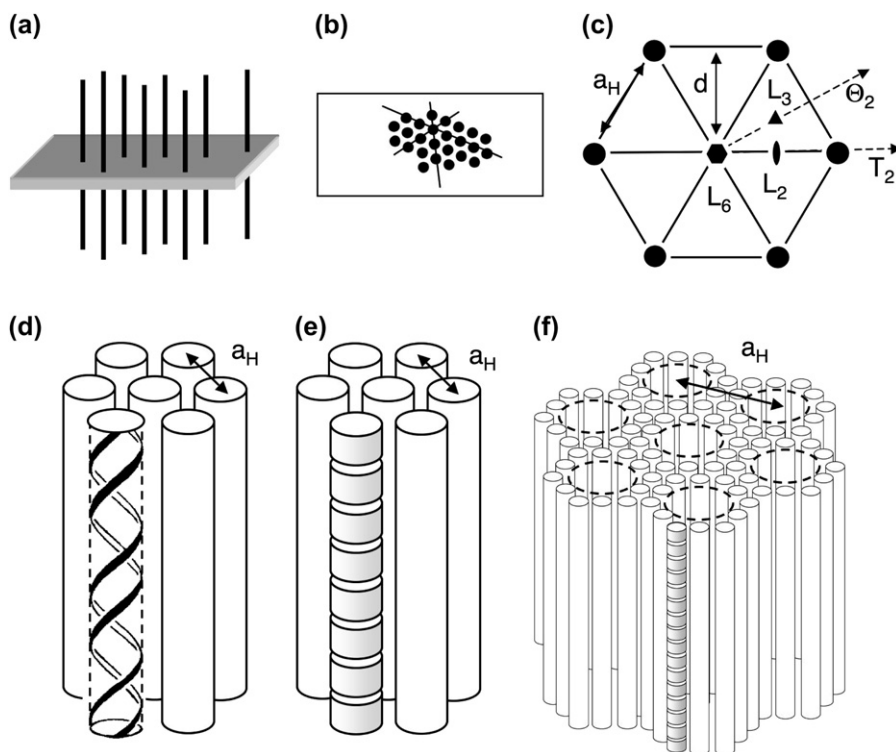 (a)
(b)
(c)
a_H
d
L_3
Θ_2
L_6
L_2
T_2
(d)
a_H
(e)
a_H
(f)
a_H